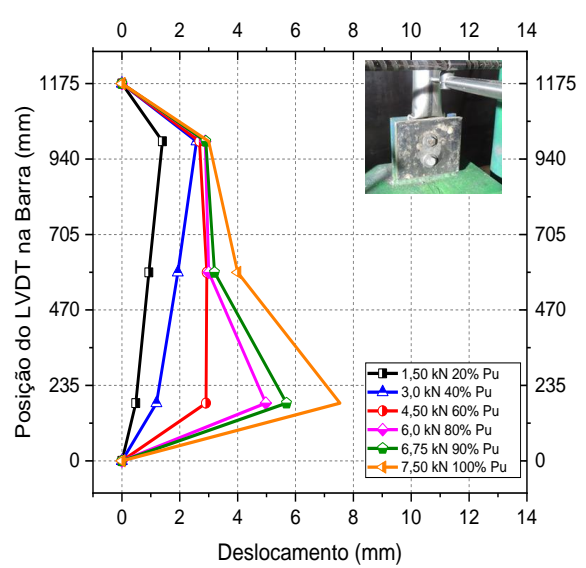 0 2 4 6 8 10 12 14
1175 1175
940 940
705 705
470 470
235 235
0 0
Posição do LVDT na Barra (mm)
1,50 kN 20% Pu
3,0 kN 40% Pu
4,50 kN 60% Pu
6,0 kN 80% Pu
6,75 kN 90% Pu
7,50 kN 100% Pu
0 2 4 6 8 10 12 14
Deslocamento (mm)